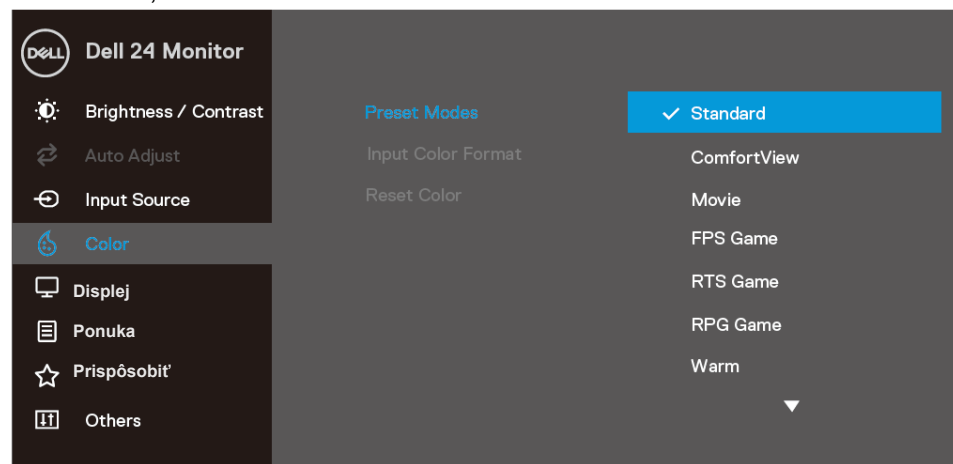 DELL
Dell 24 Monitor
Brightness / Contrast
Auto Adjust
Input Source
Color
Displej
Ponuka
Prispôsobiť
Others
Preset Modes
Input Color Format
Reset Color
Standard
ComfortView
Movie
FPS Game
RTS Game
RPG Game
Warm